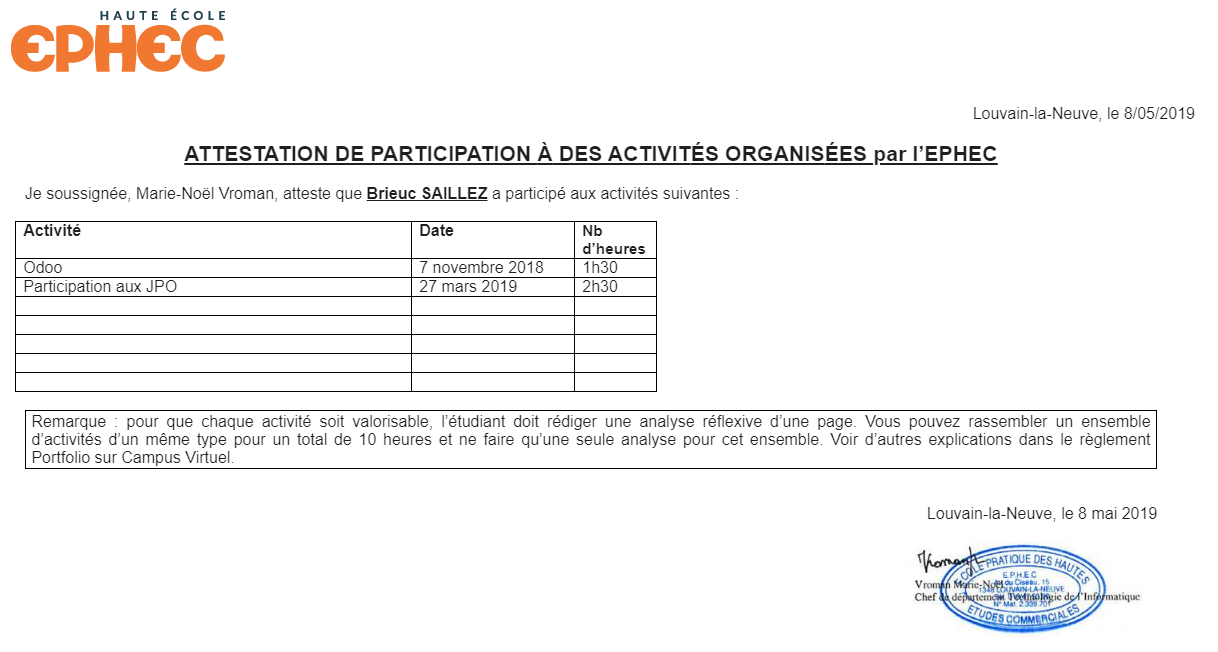 HAUTE ÉCOLE
EPHEC
Louvain-la-Neuve, le 8/05/2019
ATTESTATION DE PARTICIPATION À DES ACTIVITÉS ORGANISÉES par l’EPHEC
Je soussignée, Marie-Noël Vroman, atteste que Brieuc SAILLEZ a participé aux activités suivantes :
Activité Date Nb
d’heures
Odoo 7 novembre 2018 1h30
Participation aux JPO 27 mars 2019 2h30
Remarque : pour que chaque activité soit valorisable, l’étudiant doit rédiger une analyse réflexive d’une page. Vous pouvez rassembler un ensemble
d’activités d’un même type pour un total de 10 heures et ne faire qu’une seule analyse pour cet ensemble. Voir d’autres explications dans le règlement
Portfolio sur Campus Virtuel.
Louvain-la-Neuve, le 8 mai 2019
Vroman
ECOLE PRATIQUE DES HAUTES
E.P.H.E.C
du Ciseau, 15
1348 LOUVAIN-LA-NEUVE
N° Mat. 2.339.701
ETUDES COMMERCIALES
Vroman Marie-Noël
Chef de département Technologie de l’Informatique